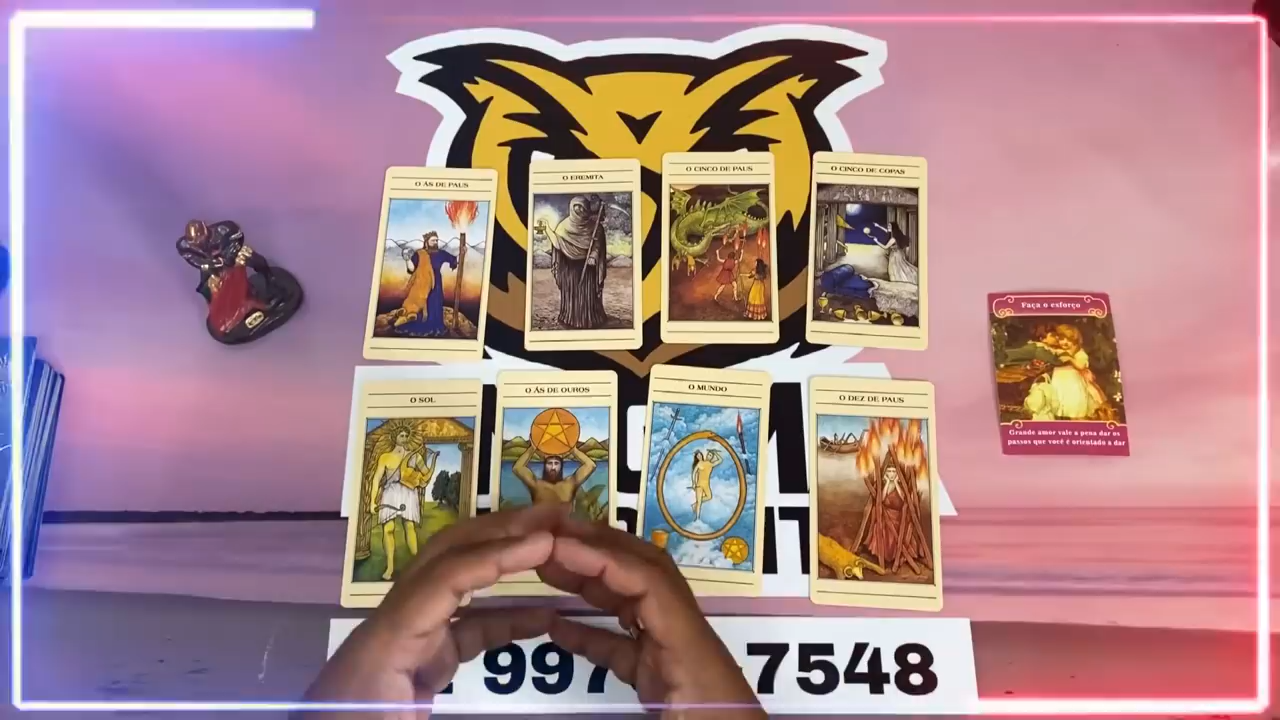 O ÁS DE PAUS
O EREMITA
O CINCO DE PAUS
O CINCO DE COPAS
Faça o esforço
Grande amor vale a pena dar os
passos que você é orientado a dar
O SOL
O ÁS DE OUROS
O MUNDO
O DEZ DE PAUS
997 7548